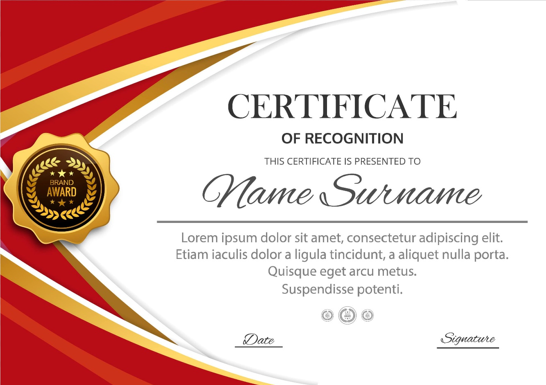 CERTIFICATE
OF RECOGNITION
THIS CERTIFICATE IS PRESENTED TO
Name Surname
BRAND
AWARD
Lorem ipsum dolor sit amet, consectetur adipiscing elit.
Etiam iaculis dolor a ligula tincidunt, a aliquet nulla porta.
Quisque eget arcu metus.
Suspendisse potenti.
Date
Signature